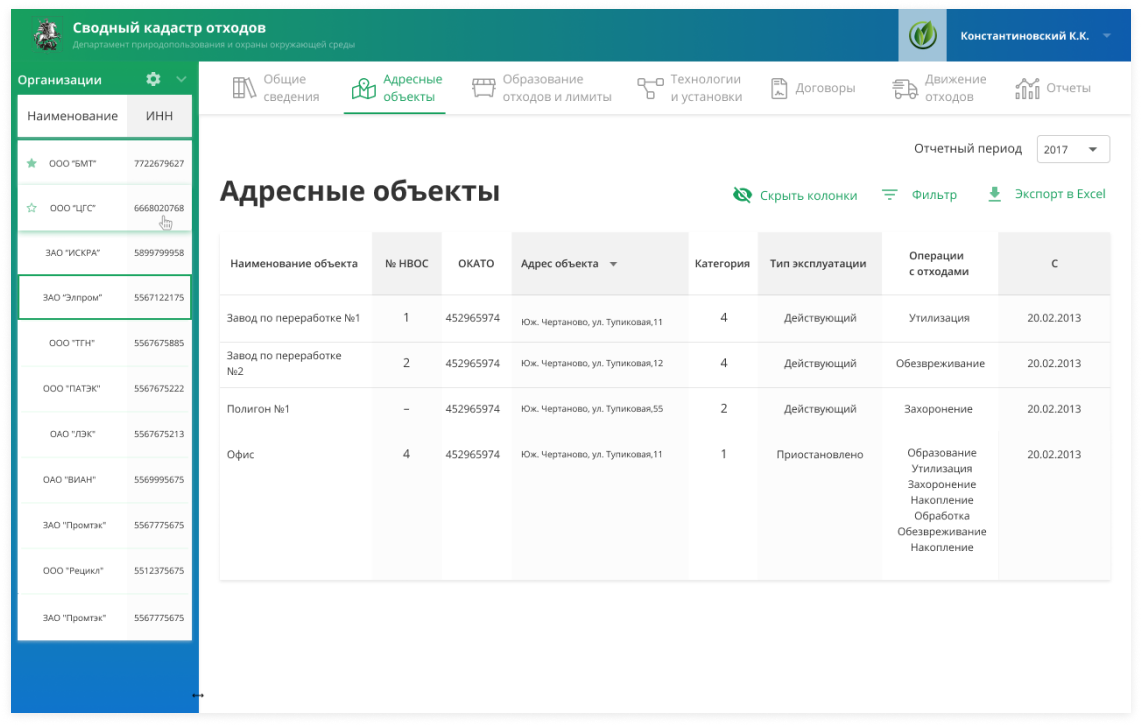 Сводный кадастр отходов
Департамент природопользования и охраны окружающей среды
Константиновский К.К.
Организации
Наименование ИНН
ООО "БМТ" 7722679627
ООО "ЦГС" 6668020768
ЗАО "ИСКРА" 5899799958
ЗАО "Элпром" 5567122175
ООО "ТГН" 5567675885
ООО "ПАТЭК" 5567675222
ОАО "ЛЭК" 5567675213
ОАО "ВИАН" 5569995675
ЗАО "Промтэк" 5567775675
ООО "Рецикл" 5512375675
ЗАО "Промтэк" 5567775675
Общие
сведения
Адресные
объекты
Образование
отходов и лимиты
Технологии
и установки
Договоры
Движение
отходов
Отчеты
Отчетный период 2017
Адресные объекты
Скрыть колонки Фильтр Экспорт в Excel
Наименование объекта № НВОС ОКАТО Адрес объекта Категория Тип эксплуатации Операции
с отходами
С
Завод по переработке №1 1 452965974 Юж. Чертаново, ул. Тупиковая,11 4 Действующий Утилизация 20.02.2013
Завод по переработке
№2
2 452965974 Юж. Чертаново, ул. Тупиковая,12 4 Действующий Обезвреживание 20.02.2013
Полигон №1 – 452965974 Юж. Чертаново, ул. Тупиковая,55 2 Действующий Захоронение 20.02.2013
Офис 4 452965974 Юж. Чертаново, ул. Тупиковая,11 1 Приостановлено Образование 20.02.2013
Утилизация
Захоронение
Накопление
Обработка
Обезвреживание
Накопление